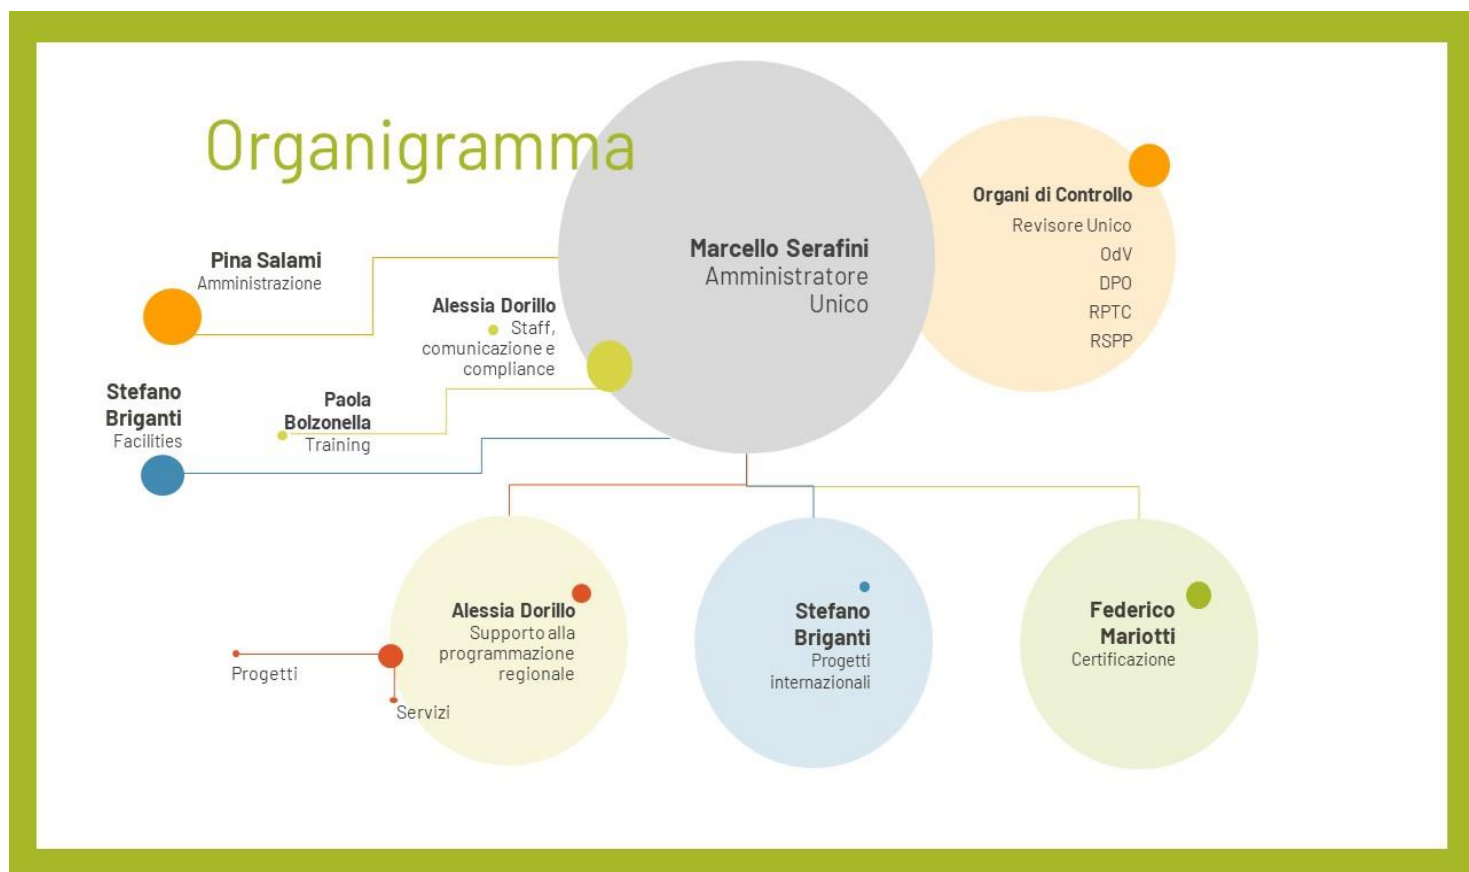 Organigramma
Marcello Serafini
Amministratore
Unico
Organi di Controllo
Revisore Unico
OdV
DPO
RPTC
RSPP
Pina Salami
Amministrazione
Alessia Dorillo
Staff,
comunicazione e
compliance
Stefano
Briganti
Facilities
Paola
Bolzonella
Training
Alessia Dorillo
Supporto alla
programmazione
regionale
Progetti
Servizi
Stefano
Briganti
Progetti
internazionali
Federico
Mariotti
Certificazione